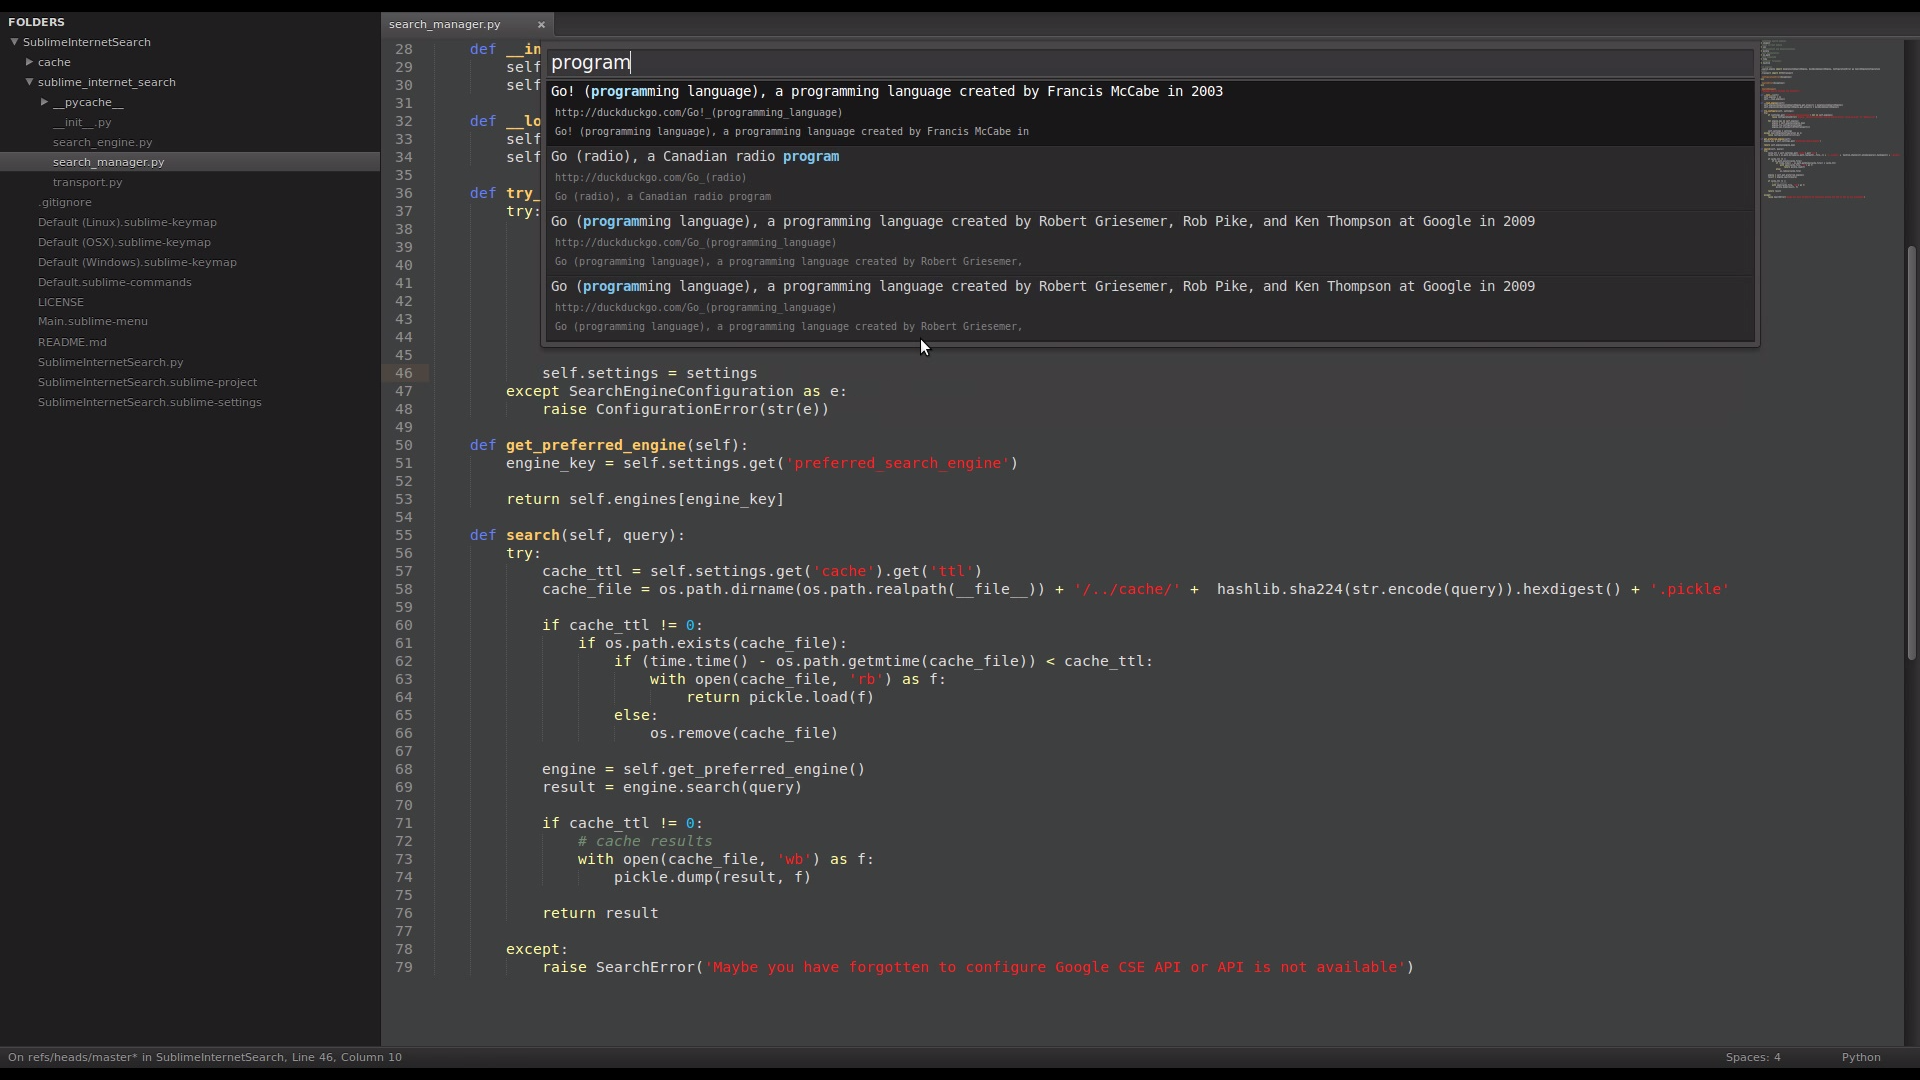 FOLDERS
SublimeInternetSearch
cache
sublime_internet_search
__pycache__
__init__.py
search_engine.py
search_manager.py
transport.py
.gitignore
Default (Linux).sublime-keymap
Default (OSX).sublime-keymap
Default (Windows).sublime-keymap
Default.sublime-commands
LICENSE
Main.sublime-menu
README.md
SublimeInternetSearch.py
SublimeInternetSearch.sublime-project
SublimeInternetSearch.sublime-settings
search_manager.py ×
program
Go! (programming language), a programming language created by Francis McCabe in 2003
http://duckduckgo.com/Go!_(programming_language)
Go! (programming language), a programming language created by Francis McCabe in
Go (radio), a Canadian radio program
http://duckduckgo.com/Go_(radio)
Go (radio), a Canadian radio program
Go (programming language), a programming language created by Robert Griesemer, Rob Pike, and Ken Thompson at Google in 2009
http://duckduckgo.com/Go_(programming_language)
Go (programming language), a programming language created by Robert Griesemer,
Go (programming language), a programming language created by Robert Griesemer, Rob Pike, and Ken Thompson at Google in 2009
http://duckduckgo.com/Go_(programming_language)
Go (programming language), a programming language created by Robert Griesemer,
28 def __in
29 self
30 self
31
32 def __lo
33 self
34 self
35
36 def try_
37 try:
38
39
40
41
42
43
44
45
46 self.settings = settings
47 except SearchEngineConfiguration as e:
48 raise ConfigurationError(str(e))
49
50 def get_preferred_engine(self):
51 engine_key = self.settings.get('preferred_search_engine')
52
53 return self.engines[engine_key]
54
55 def search(self, query):
56 try:
57 cache_ttl = self.settings.get('cache').get('ttl')
58 cache_file = os.path.dirname(os.path.realpath(__file__)) + '/../cache/' +  hashlib.sha224(str.encode(query)).hexdigest() + '.pickle'
59
60 if cache_ttl != 0:
61 if os.path.exists(cache_file):
62 if (time.time() - os.path.getmtime(cache_file)) < cache_ttl:
63 with open(cache_file, 'rb') as f:
64 return pickle.load(f)
65 else:
66 os.remove(cache_file)
67
68 engine = self.get_preferred_engine()
69 result = engine.search(query)
70
71 if cache_ttl != 0:
72 # cache results
73 with open(cache_file, 'wb') as f:
74 pickle.dump(result, f)
75
76 return result
77
78 except:
79 raise SearchError('Maybe you have forgotten to configure Google CSE API or API is not available')
On refs/heads/master* in SublimeInternetSearch, Line 46, Column 10
Spaces: 4
Python